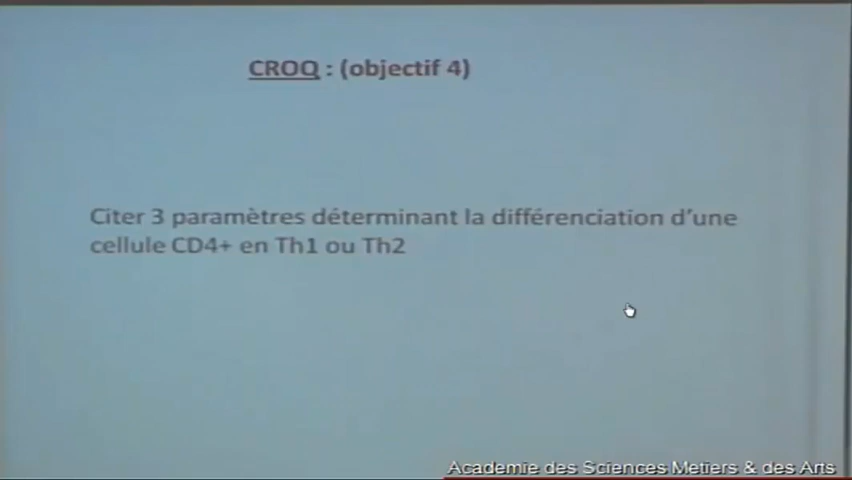 CROQ : (objectif 4)
Citer 3 paramètres déterminant la différenciation d'une
cellule CD4+ en Th1 ou Th2
Academie des Sciences Metiers & des Arts